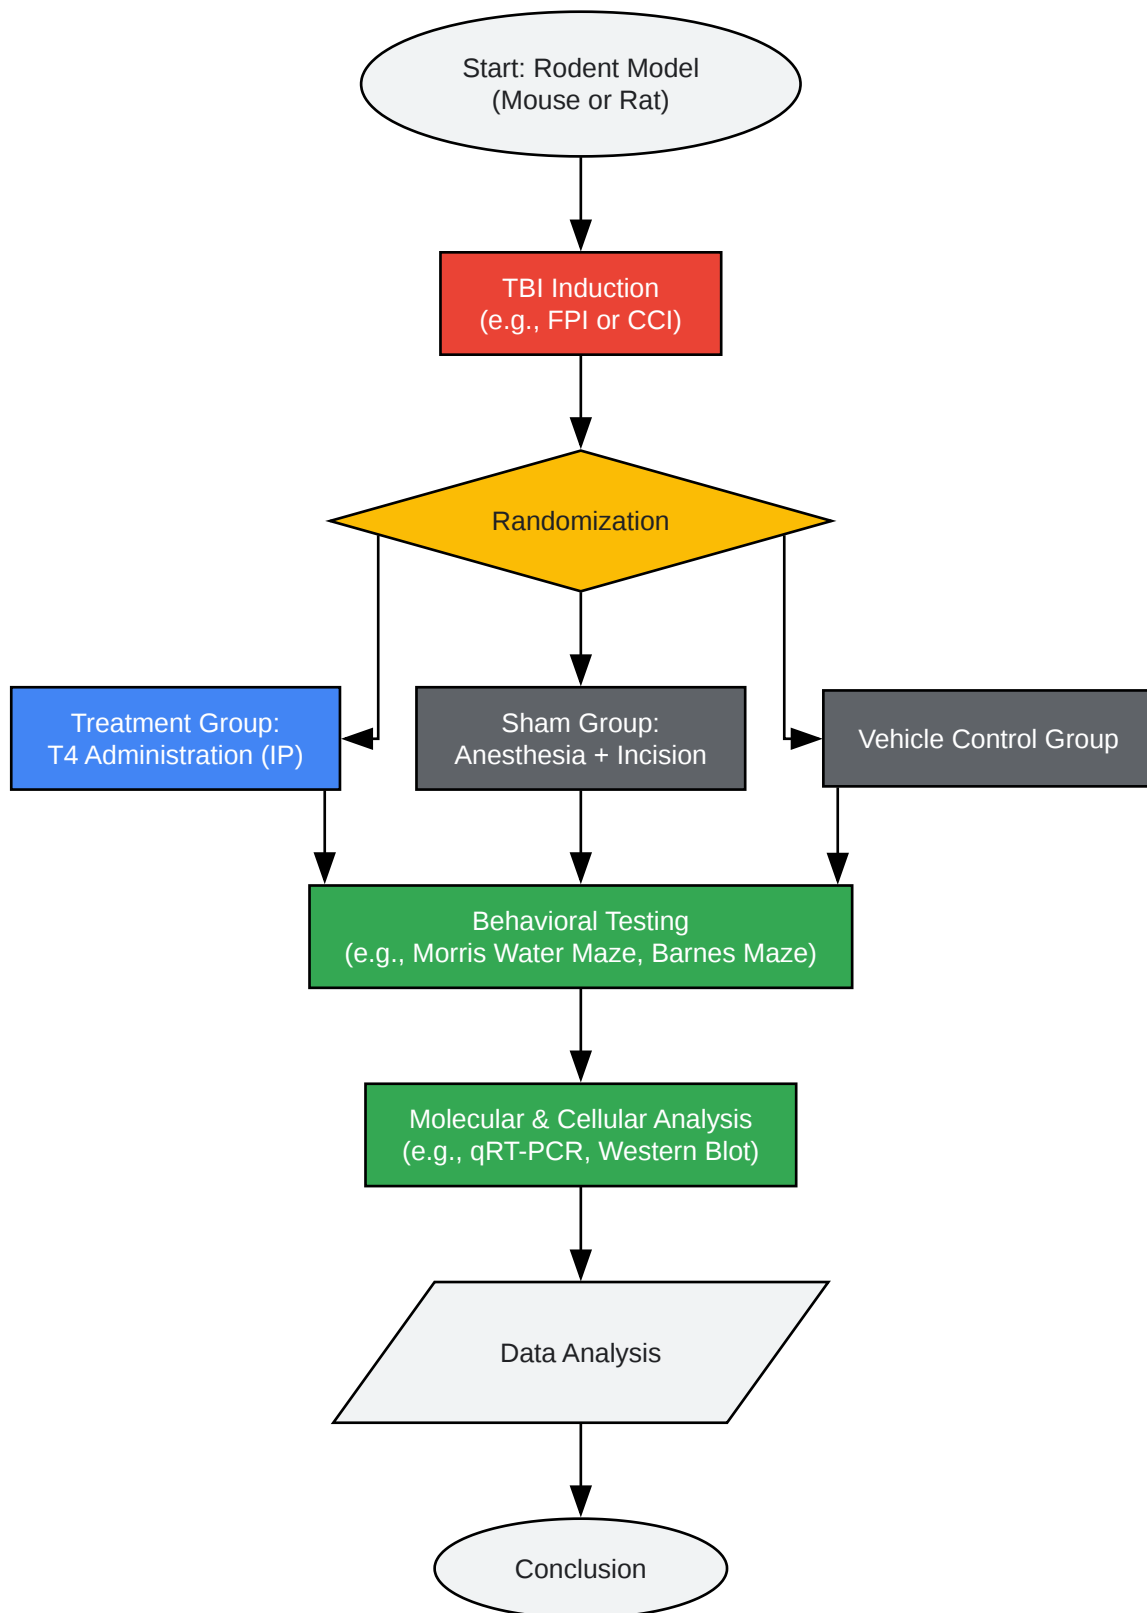 Start: Rodent Model
(Mouse or Rat)
TBI Induction
(e.g., FPI or CCI)
Randomization
Treatment Group:
T4 Administration (IP)
Sham Group:
Anesthesia + Incision
Vehicle Control Group
Behavioral Testing
(e.g., Morris Water Maze, Barnes Maze)
Molecular & Cellular Analysis
(e.g., qRT-PCR, Western Blot)
Data Analysis
Conclusion